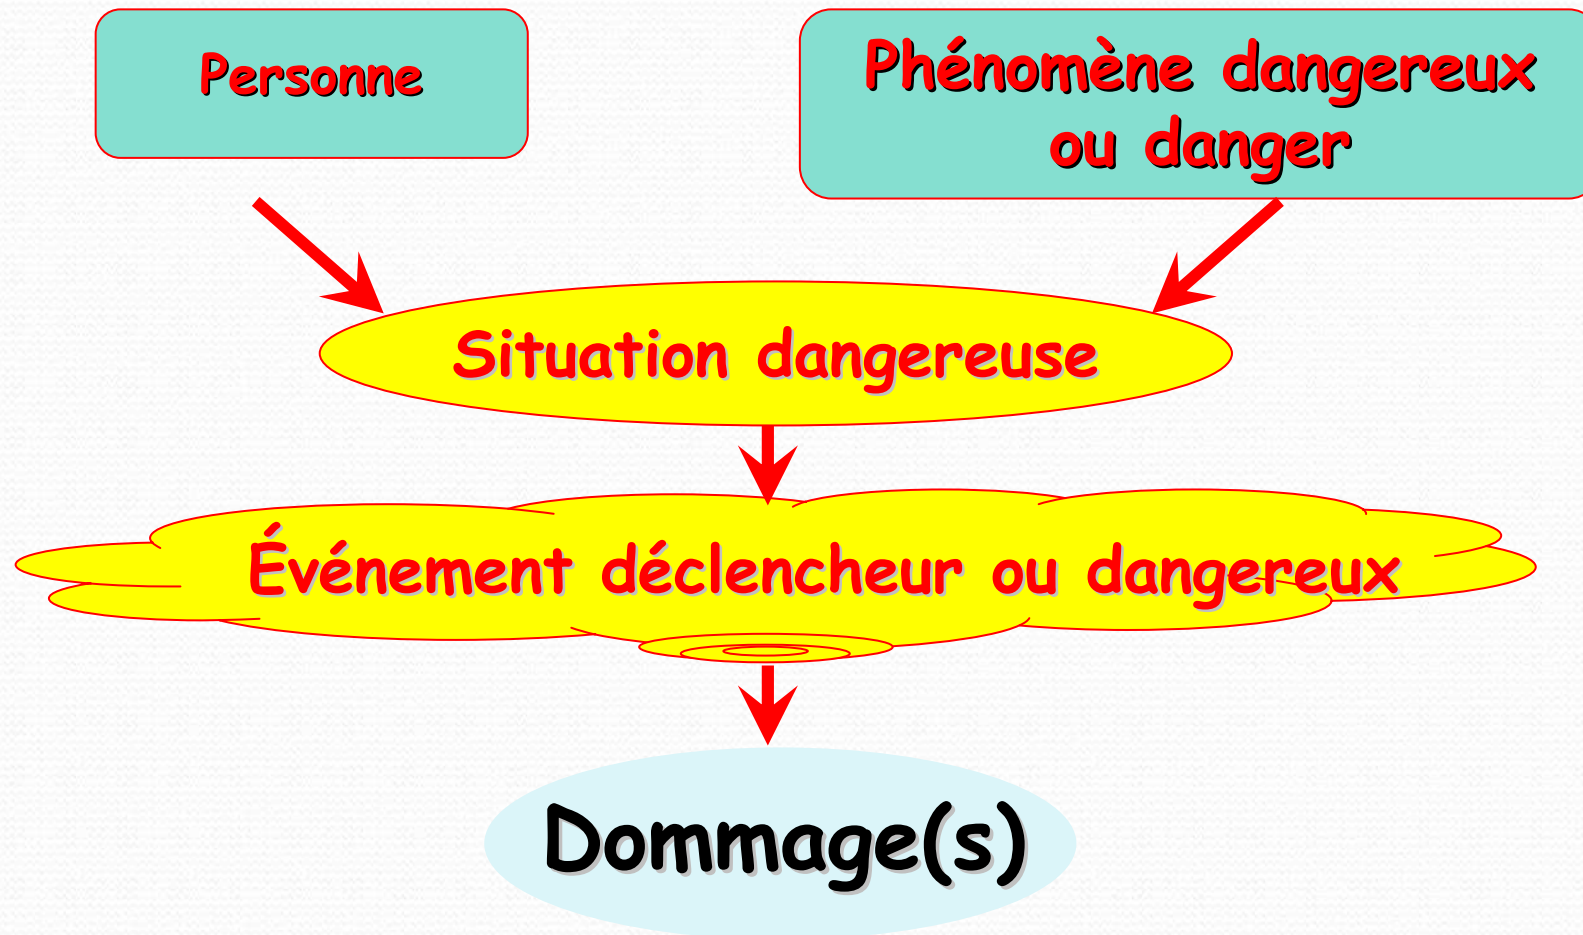 Personne
Phénomène dangereux
ou danger
Situation dangereuse
Événement déclencheur ou dangereux
Dommage(s)